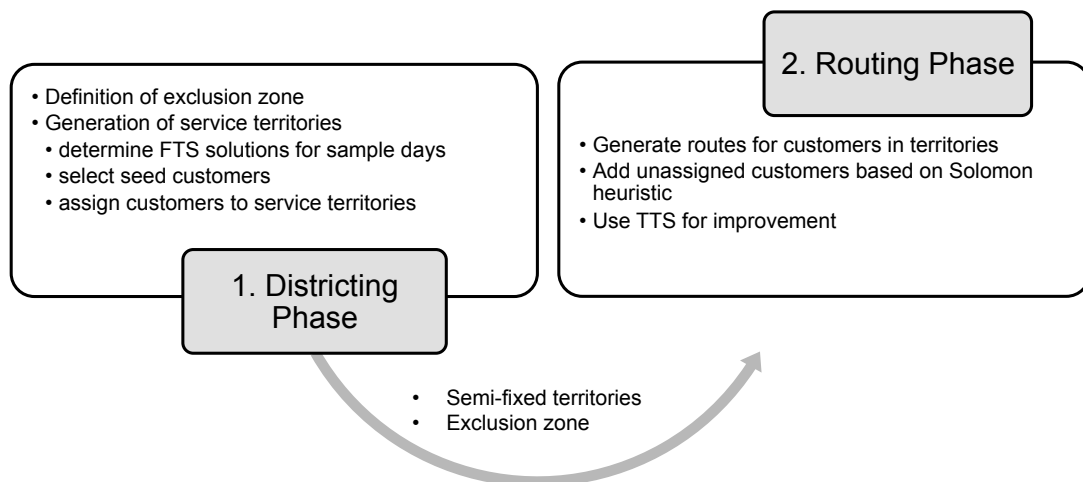 • Definition of exclusion zone
• Generation of service territories
• determine FTS solutions for sample days
• select seed customers
• assign customers to service territories
1. Districting
Phase
2. Routing Phase
• Generate routes for customers in territories
• Add unassigned customers based on Solomon
heuristic
• Use TTS for improvement
• Semi-fixed territories
• Exclusion zone